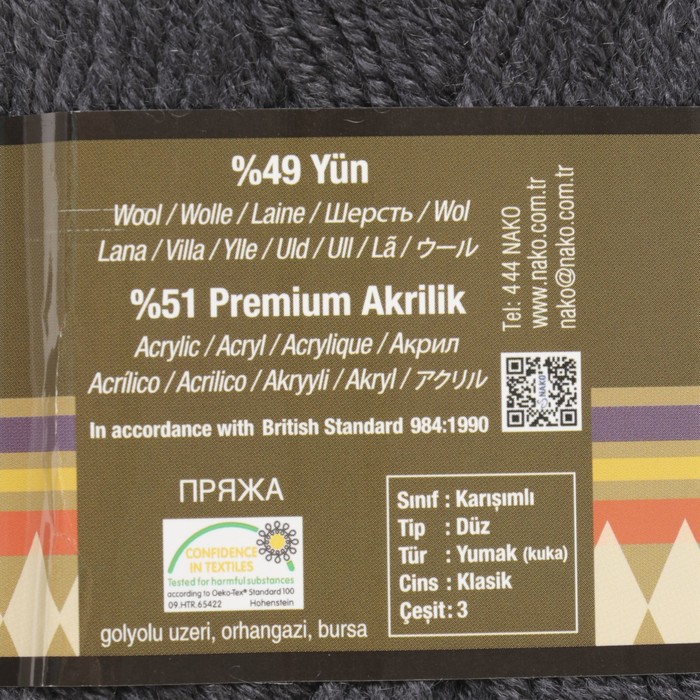 %49 Yün
Wool / Wolle / Laine / Шерсть / Wol
Lana / Villa / Ylle / Uld / Ull / Lã / ウール
%51 Premium Akrilik
Acrylic / Acryl / Acrylique / Акрил
Acrílico / Acrilico / Akryyli / Akryl / アクリル
In accordance with British Standard 984:1990
Tel: 4 44 NAKO
www.nako.com.tr
nako@nako.com.tr
NAKO
ПРЯЖА
CONFIDENCE
IN TEXTILES
Tested for harmful substances
according to Oeko-Tex® Standard 100
09.HTR.65422 Hohenstein
golyolu uzeri, orhangazi, bursa
Sınıf : Karışımlı
Tip : Düz
Tür : Yumak (kuka)
Cins : Klasik
Çeşit : 3